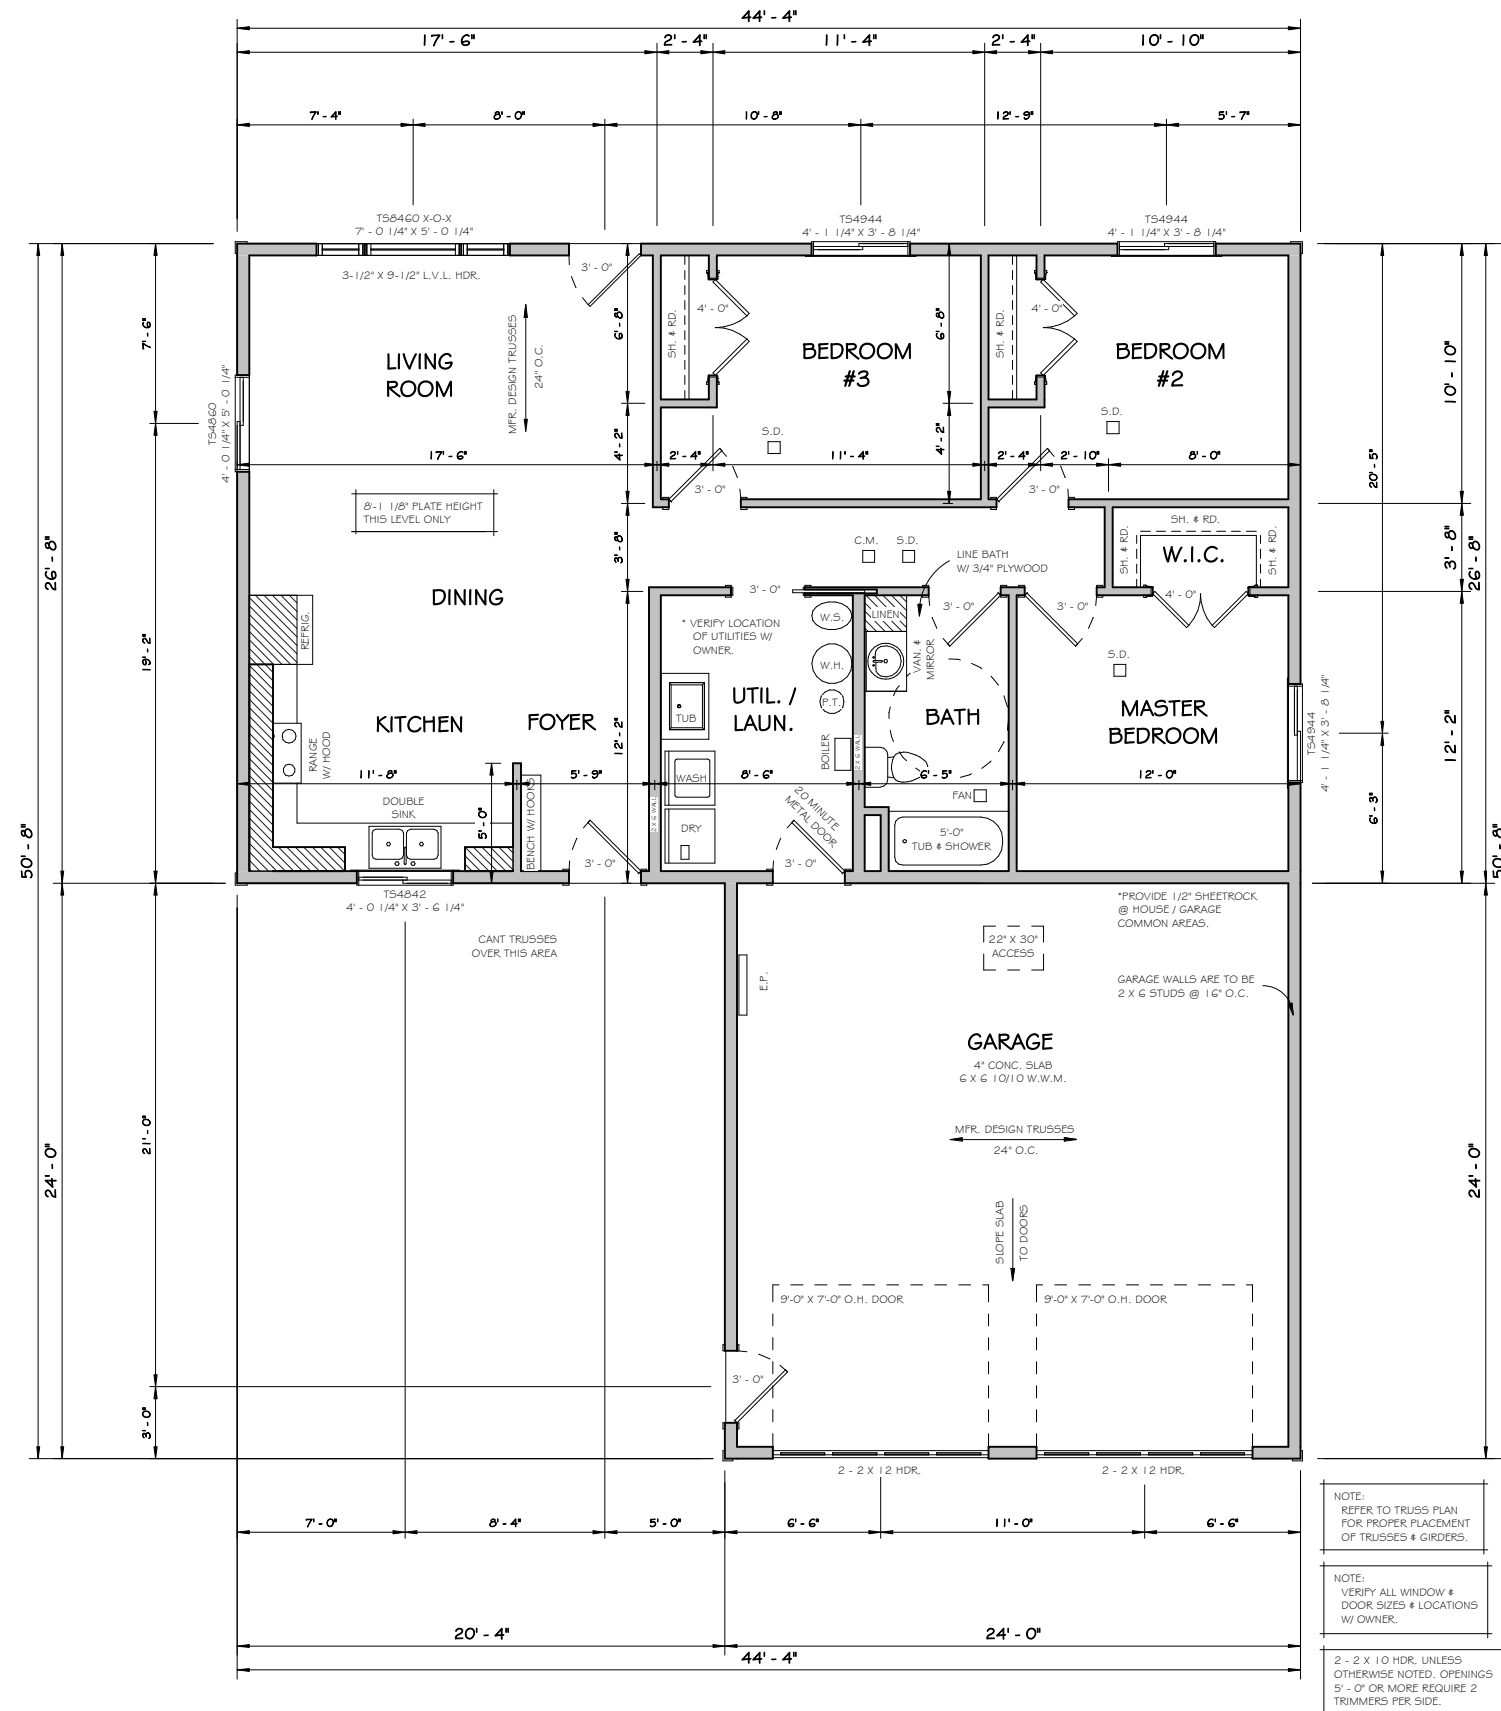 44' - 4"
17' - 6"
2' - 4"
11' - 4"
2' - 4"
10' - 10"
7' - 4"
8' - 0"
10' - 8"
12' - 9"
5' - 7"
TS8460 X-O-X
7' - 0 1/4" X 5' - 0 1/4"
TS4944
4' - 1 1/4" X 3' - 8 1/4"
TS4944
4' - 1 1/4" X 3' - 8 1/4"
3-1/2" X 9-1/2" L.V.L. HDR.
3' - 0"
LIVING
ROOM
MFR. DESIGN TRUSSES
24" O.C.
6' - 8"
SH. & RD.
4' - 0"
BEDROOM
#3
6' - 8"
SH. & RD.
4' - 0"
BEDROOM
#2
7' - 6"
TS4860
4' - 0 1/4" X 5' - 0 1/4"
10' - 10"
S.D.
S.D.
4' - 2"
4' - 2"
17' - 6"
2' - 4"
11' - 4"
2' - 4"
2' - 10"
8' - 0"
20' - 5"
3' - 0"
3' - 0"
8'-1 1/8" PLATE HEIGHT
THIS LEVEL ONLY
26' - 8"
3' - 8"
C.M.
S.D.
LINE BATH
W/ 3/4" PLYWOOD
SH. & RD.
SH. & RD.
SH. & RD.
W.I.C.
3' - 8"
26' - 8"
3' - 0"
3' - 0"
3' - 0"
4' - 0"
DINING
REFRIG.
* VERIFY LOCATION
OF UTILITIES W/
OWNER.
W.S.
LINEN
W.H.
VAN. &
MIRROR
S.D.
19' - 2"
UTIL. /
LAUN.
P.T.
KITCHEN
FOYER
TUB
BATH
MASTER
BEDROOM
TS4944
4' - 1 1/4" X 3' - 8 1/4"
12' - 2"
12' - 2"
RANGE
W/ HOOD
BOILER
2 X 6 WALL
11' - 8"
5' - 9"
WASH
8' - 6"
6' - 5"
12' - 0"
FAN
DOUBLE
SINK
5' - 0"
BENCH W/ HOOKS
2 X 6 WALL
DRY
20 MINUTE
METAL DOOR
5'-0"
TUB & SHOWER
6' - 3"
3' - 0"
3' - 0"
50' - 8"
50' - 8"
TS4842
4' - 0 1/4" X 3' - 6 1/4"
CANT TRUSSES
OVER THIS AREA
*PROVIDE 1/2" SHEETROCK
@ HOUSE / GARAGE
COMMON AREAS.
22" X 30"
ACCESS
E.P.
GARAGE WALLS ARE TO BE
2 X 6 STUDS @ 16" O.C.
GARAGE
4" CONC. SLAB
6 X 6 10/10 W.W.M.
MFR. DESIGN TRUSSES
24" O.C.
21' - 0"
24' - 0"
24' - 0"
SLOPE SLAB
TO DOORS
9'-0" X 7'-0" O.H. DOOR
9'-0" X 7'-0" O.H. DOOR
3' - 0"
3' - 0"
2 - 2 X 12 HDR.
2 - 2 X 12 HDR.
7' - 0"
8' - 4"
5' - 0"
6' - 6"
11' - 0"
6' - 6"
20' - 4"
24' - 0"
44' - 4"
NOTE:
REFER TO TRUSS PLAN
FOR PROPER PLACEMENT
OF TRUSSES & GIRDERS.
NOTE:
VERIFY ALL WINDOW &
DOOR SIZES & LOCATIONS
W/ OWNER.
2 - 2 X 10 HDR. UNLESS
OTHERWISE NOTED. OPENINGS
5' - 0" OR MORE REQUIRE 2
TRIMMERS PER SIDE.